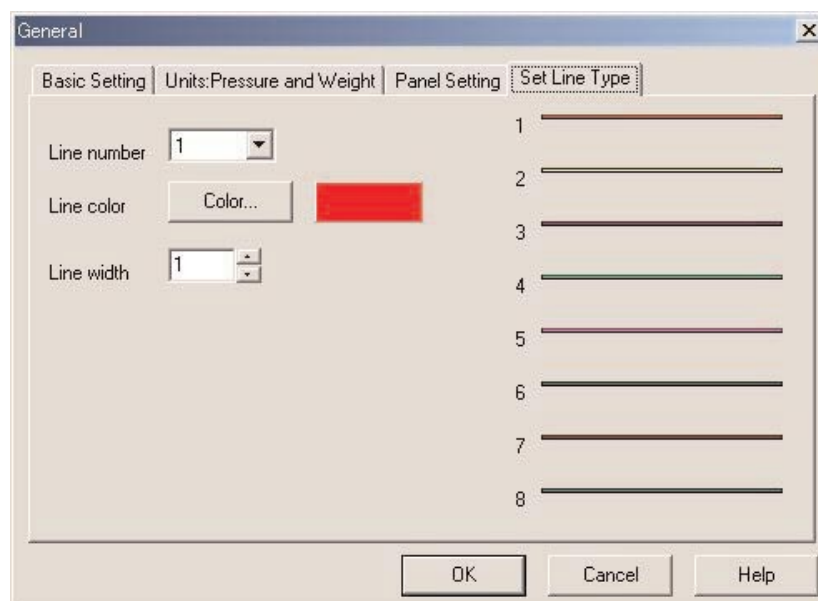 General
Basic Setting Units:Pressure and Weight Panel Setting Set Line Type
Line number 1
Line color Color...
Line width 1
1
2
3
4
5
6
7
8
OK Cancel Help